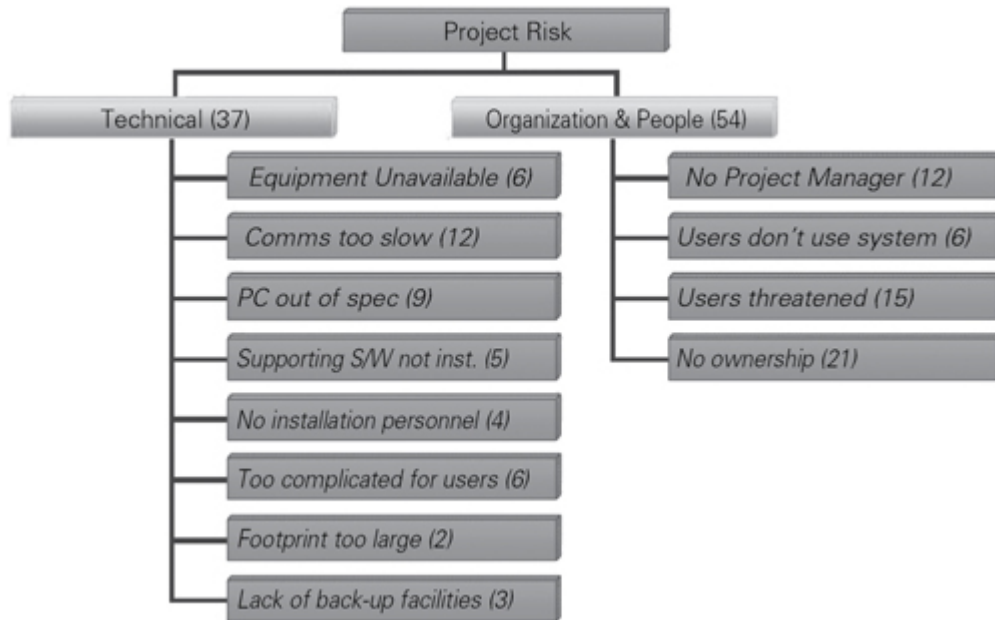 Project Risk
Technical (37)
Organization & People (54)
Equipment Unavailable (6)
Comms too slow (12)
PC out of spec (9)
Supporting S/W not inst. (5)
No installation personnel (4)
Too complicated for users (6)
Footprint too large (2)
Lack of back-up facilities (3)
No Project Manager (12)
Users don't use system (6)
Users threatened (15)
No ownership (21)